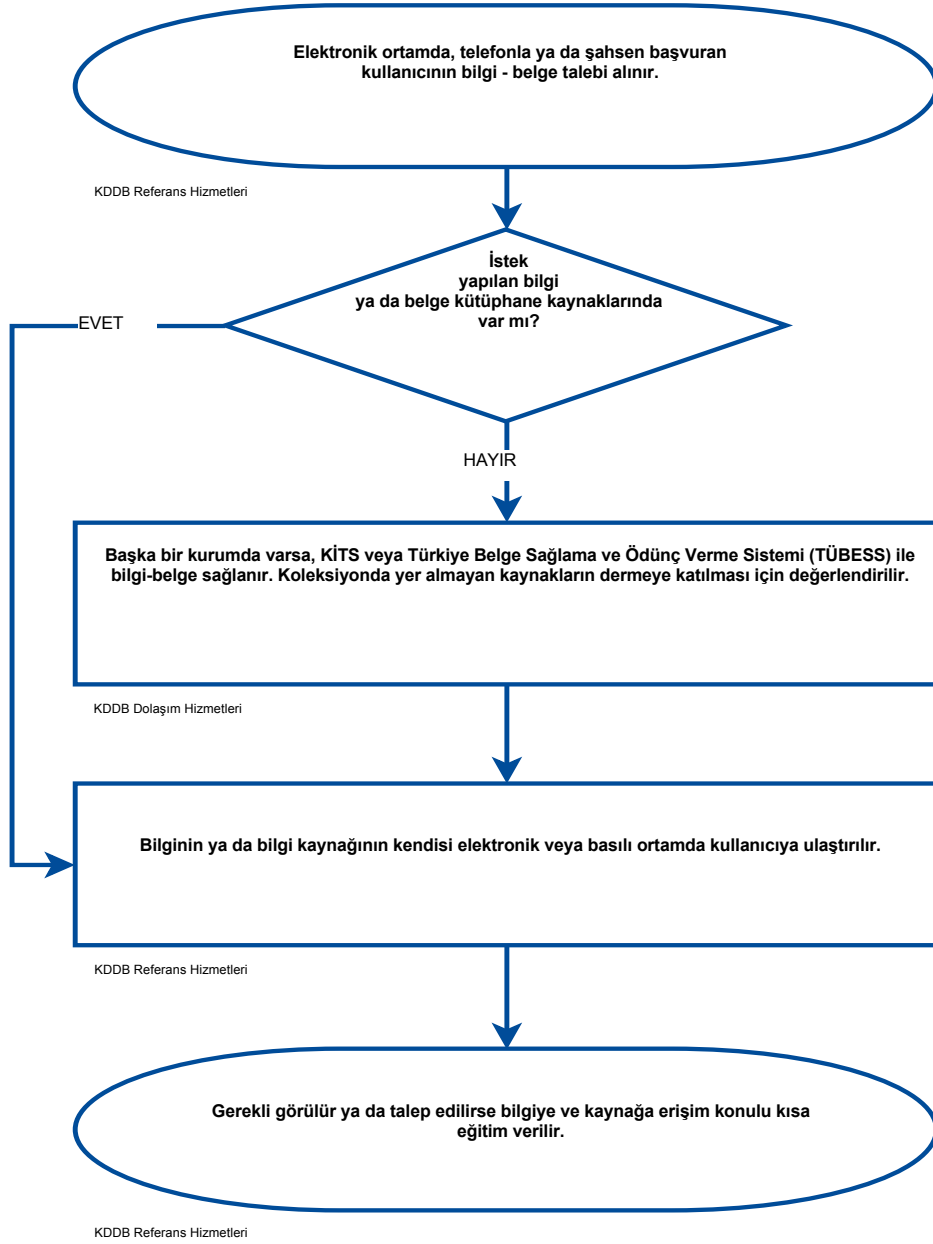 Elektronik ortamda, telefonla ya da şahsen başvuran
kullanıcının bilgi - belge talebi alınır.
KDDB Referans Hizmetleri
İstek
yapılan bilgi
ya da belge kütüphane kaynaklarında
var mı?
EVET
HAYIR
Başka bir kurumda varsa, KİTS veya Türkiye Belge Sağlama ve Ödünç Verme Sistemi (TÜBESS) ile
bilgi-belge sağlanır. Koleksiyonda yer almayan kaynakların dermeye katılması için değerlendirilir.
KDDB Dolaşım Hizmetleri
Bilginin ya da bilgi kaynağının kendisi elektronik veya basılı ortamda kullanıcıya ulaştırılır.
KDDB Referans Hizmetleri
Gerekli görülür ya da talep edilirse bilgiye ve kaynağa erişim konulu kısa
eğitim verilir.
KDDB Referans Hizmetleri